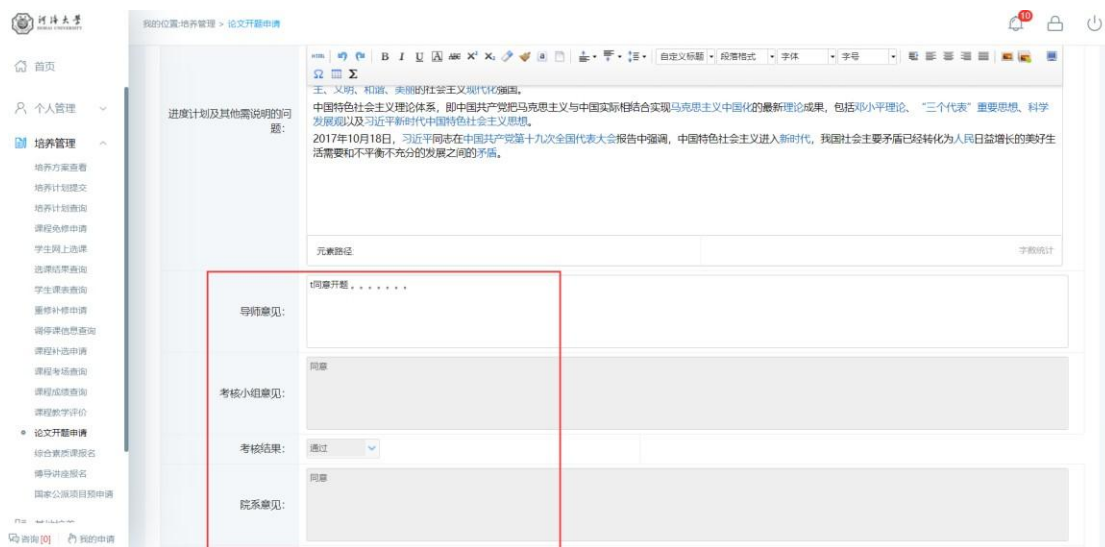 河海大学
HOHAI UNIVERSITY
我的位置:培养管理 > 论文开题申请
10
首页
个人管理
培养管理
培养方案查看
培养计划提交
培养计划查询
课程免修申请
学生网上选课
选课结果查询
学生课表查询
重修补修申请
调停课信息查询
课程补选申请
课程考场查询
课程成绩查询
课程教学评价
论文开题申请
综合素质课报名
博导讲座报名
国家公派项目预申请
咨询[0] 我的申请
HTML B I U A ABC X² X₂ a 自定义标题 段落格式 字体 字号
Ω Σ
进度计划及其他需说明的问题:
主、文明、和谐、美丽的社会主义现代化强国。
中国特色社会主义理论体系，即中国共产党把马克思主义与中国实际相结合实现马克思主义中国化的最新理论成果，包括邓小平理论、“三个代表”重要思想、科学
发展观以及习近平新时代中国特色社会主义思想。
2017年10月18日，习近平同志在中国共产党第十九次全国代表大会报告中强调，中国特色社会主义进入新时代，我国社会主要矛盾已经转化为人民日益增长的美好生
活需要和不平衡不充分的发展之间的矛盾。
元素路径: 字数统计
导师意见: t同意开题。。。。。。。
考核小组意见: 同意
考核结果: 通过
院系意见: 同意